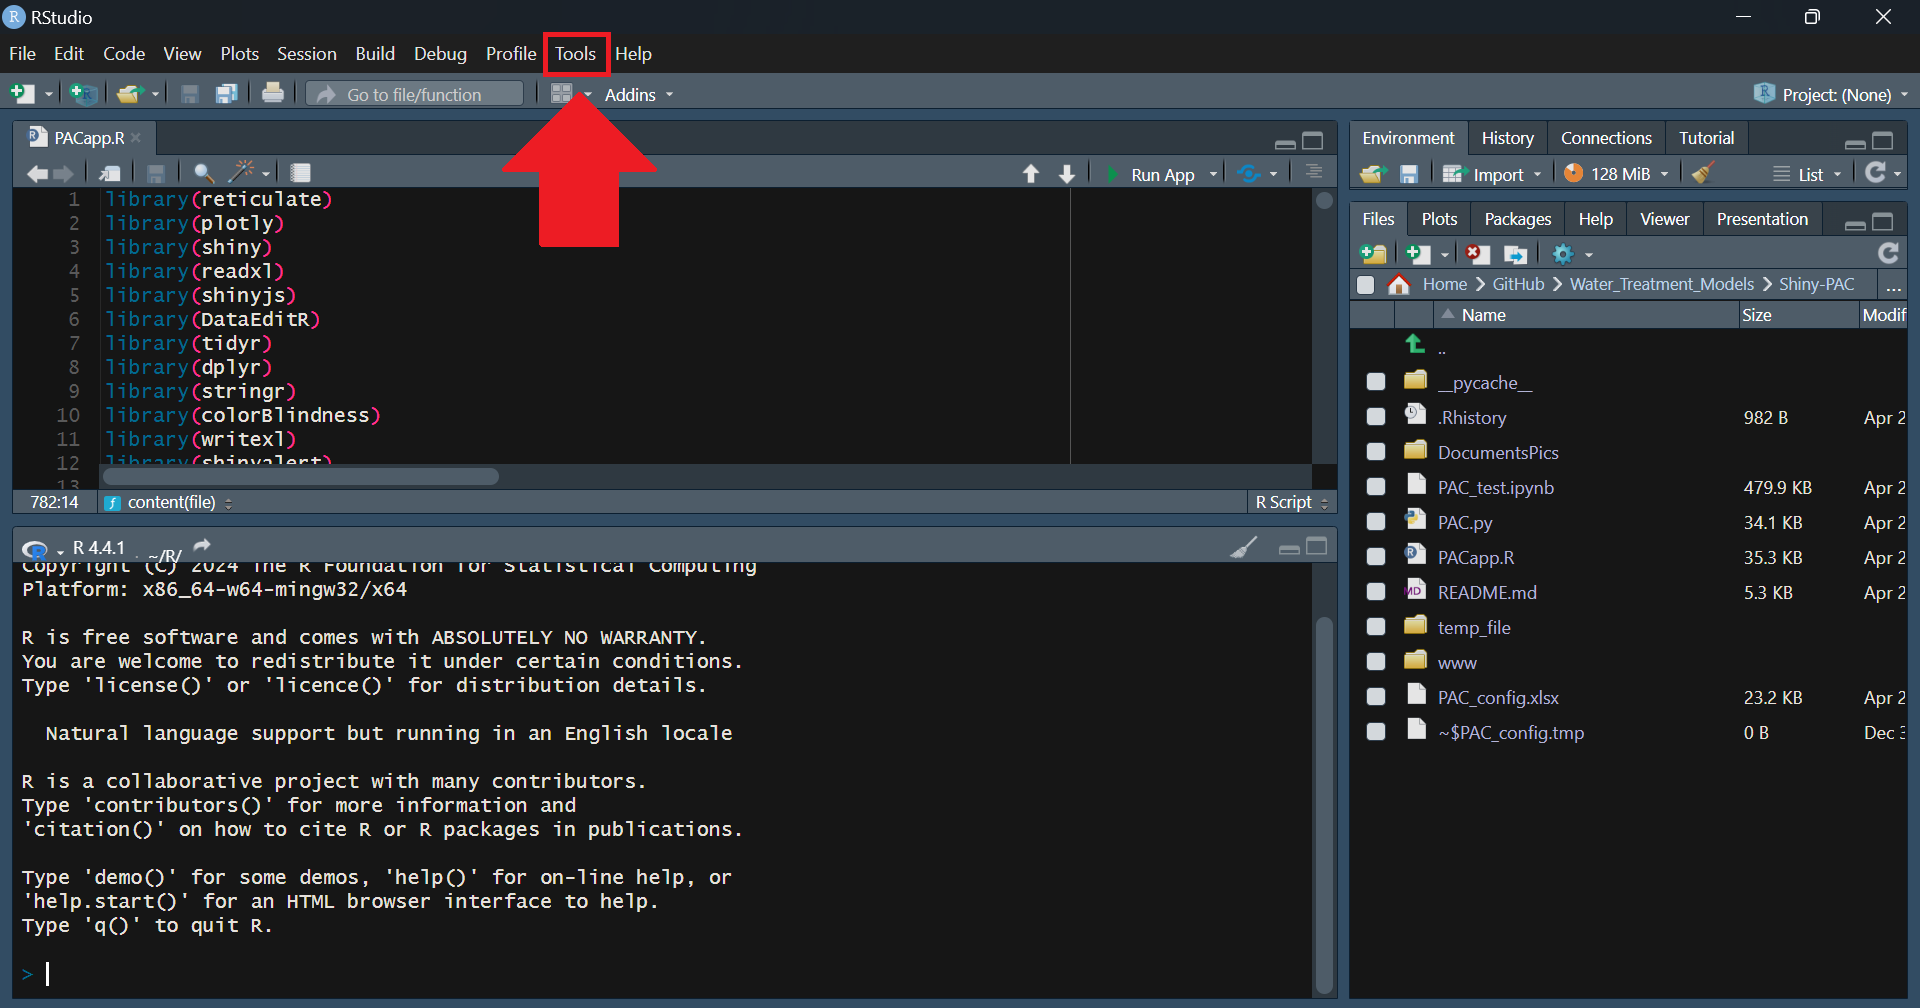 RStudio
File Edit Code View Plots Session Build Debug Profile Tools Help
Go to file/function Addins Project: (None)
PACapp.R
Run App
1 library(reticulate)
2 library(plotly)
3 library(shiny)
4 library(readxl)
5 library(shinyjs)
6 library(DataEditR)
7 library(tidyr)
8 library(dplyr)
9 library(stringr)
10 library(colorBlindness)
11 library(writexl)
12 library(shinyalert)
13
782:14 content(file) R Script
R 4.4.1 . ~/R/
Copyright (C) 2024 The R Foundation for Statistical Computing
Platform: x86_64-w64-mingw32/x64
R is free software and comes with ABSOLUTELY NO WARRANTY.
You are welcome to redistribute it under certain conditions.
Type 'license()' or 'licence()' for distribution details.
Natural language support but running in an English locale
R is a collaborative project with many contributors.
Type 'contributors()' for more information and
'citation()' on how to cite R or R packages in publications.
Type 'demo()' for some demos, 'help()' for on-line help, or
'help.start()' for an HTML browser interface to help.
Type 'q()' to quit R.
>
Environment History Connections Tutorial
Import 128 MiB List
Files Plots Packages Help Viewer Presentation
Home GitHub Water_Treatment_Models Shiny-PAC ...
Name Size Modif
..
__pycache__
.Rhistory 982 B Apr 2
DocumentsPics
PAC_test.ipynb 479.9 KB Apr 2
PAC.py 34.1 KB Apr 2
PACapp.R 35.3 KB Apr 2
README.md 5.3 KB Apr 2
temp_file
www
PAC_config.xlsx 23.2 KB Apr 2
~$PAC_config.tmp 0 B Dec 3